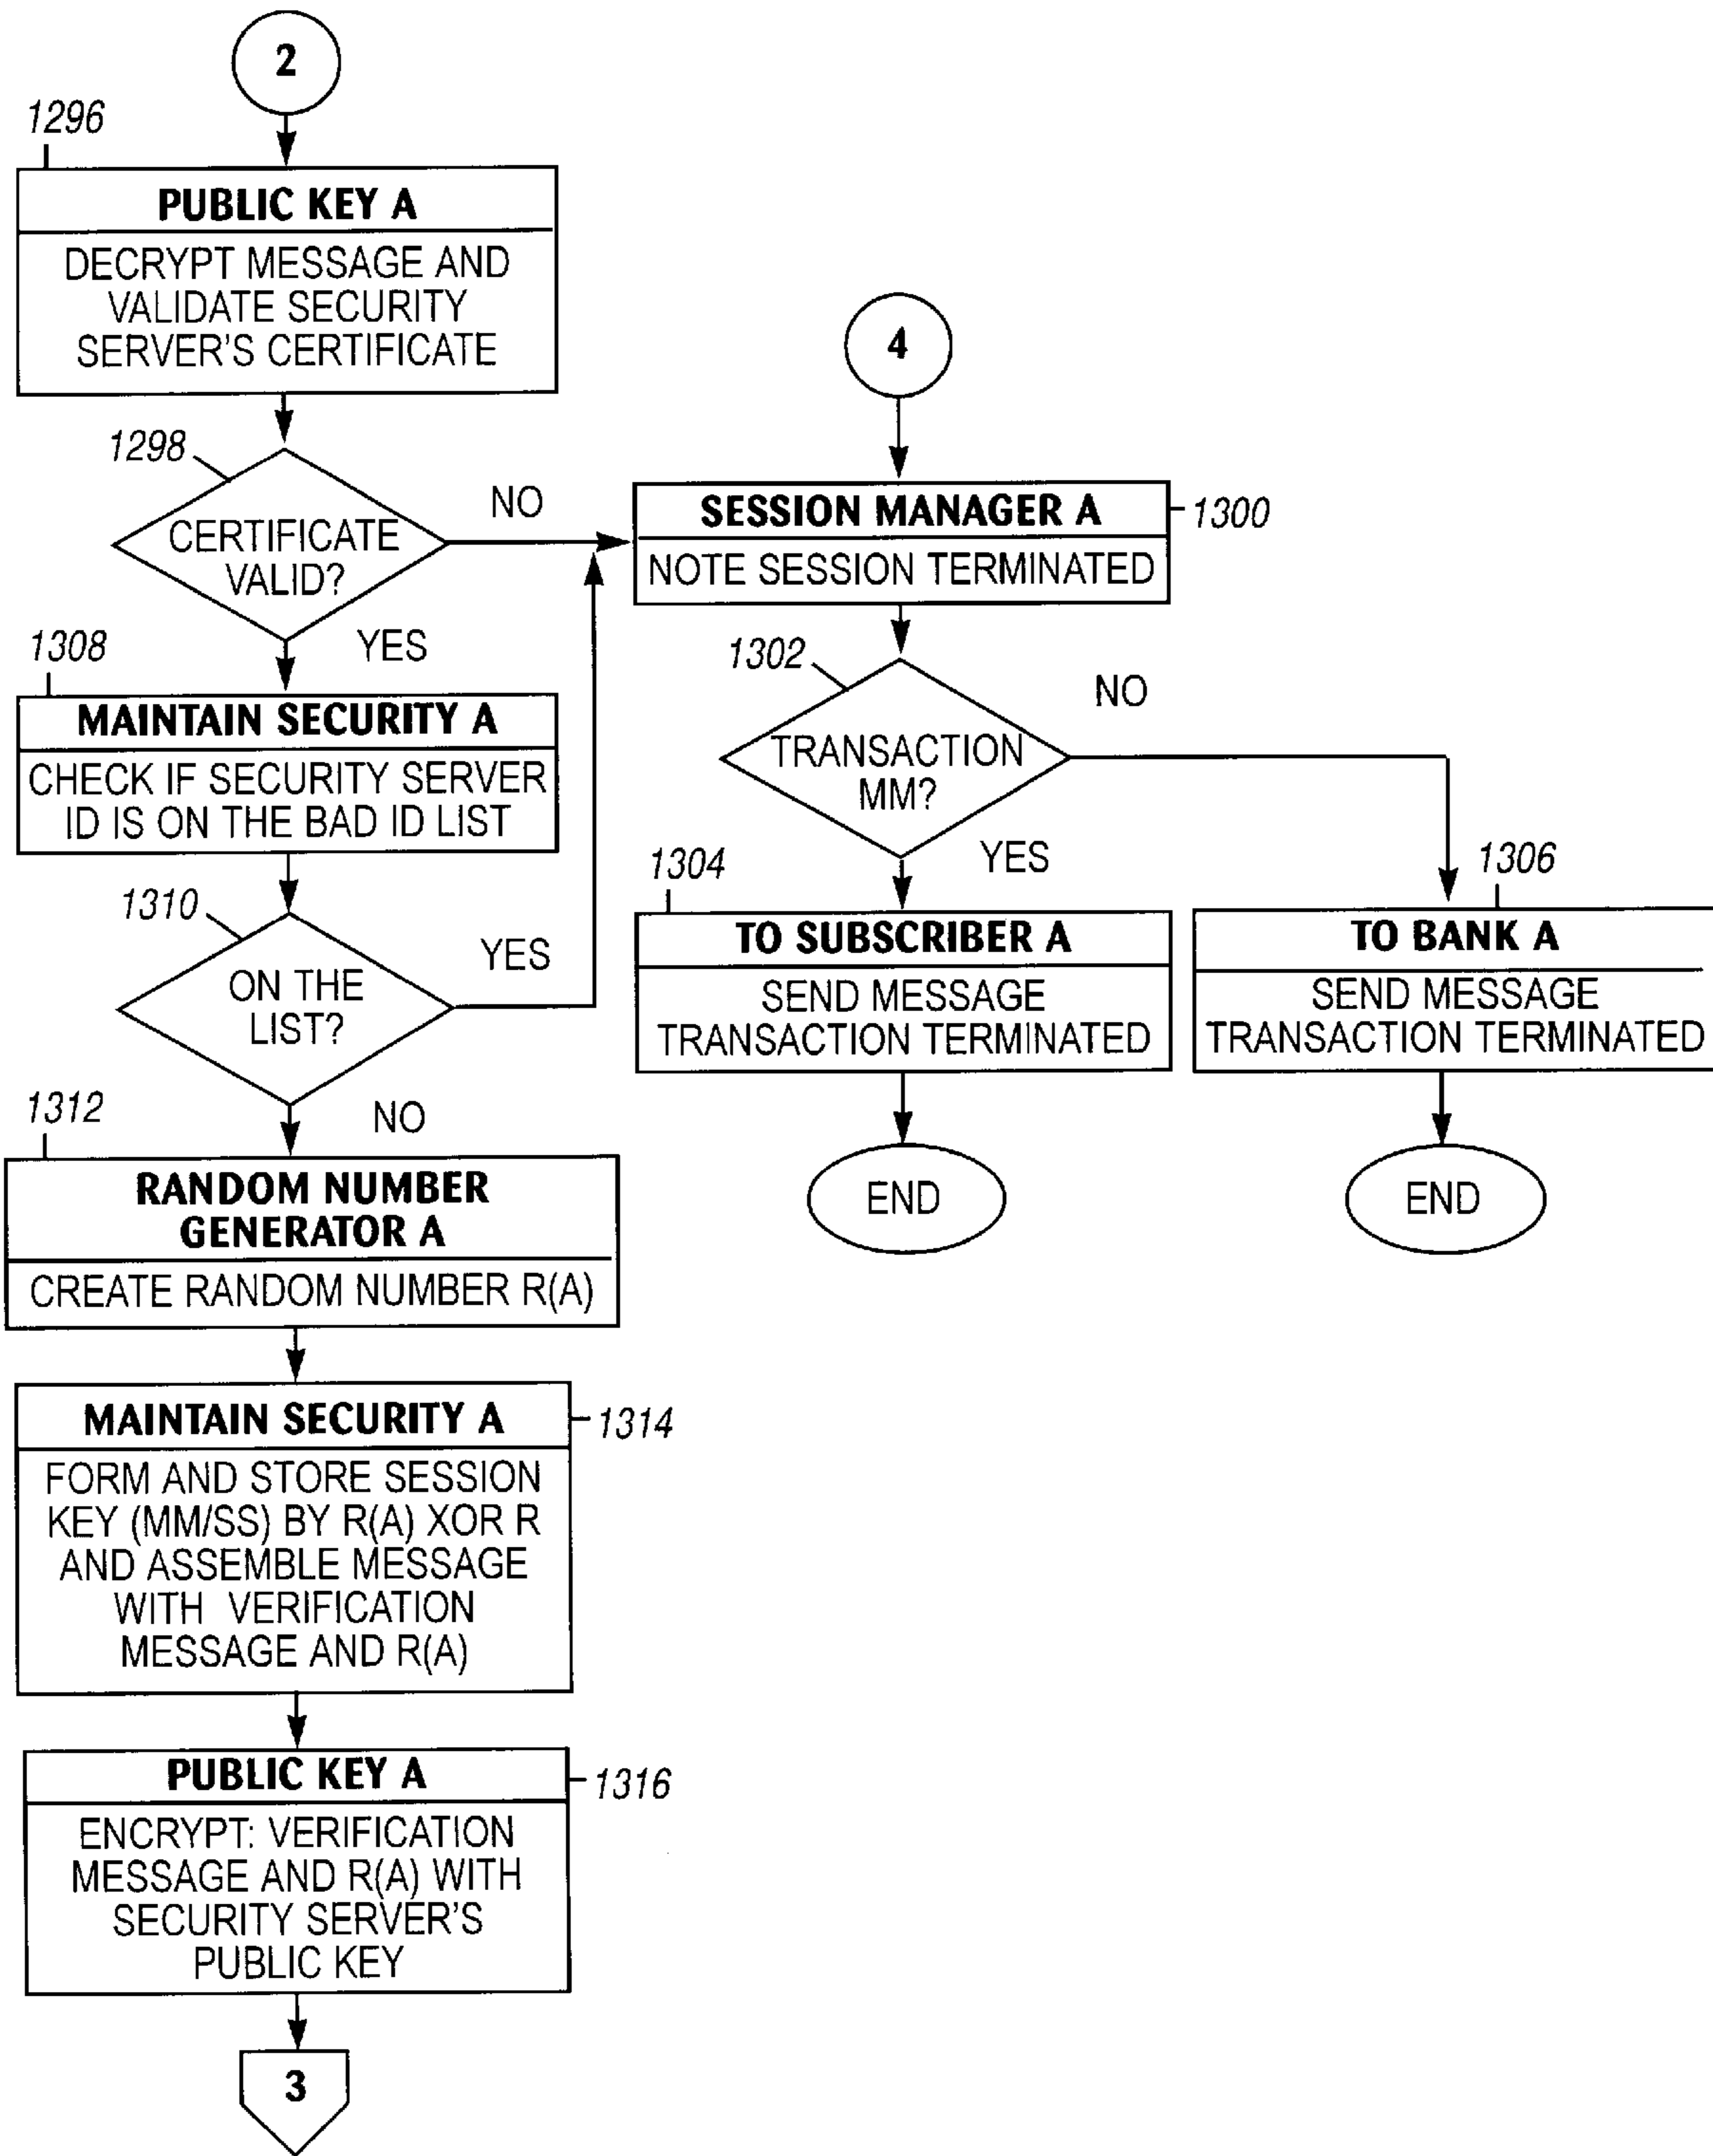 2
1296
PUBLIC KEY A
DECRYPT MESSAGE AND
VALIDATE SECURITY
SERVER'S CERTIFICATE
1298
CERTIFICATE
VALID?
NO
YES
1308
MAINTAIN SECURITY A
CHECK IF SECURITY SERVER
ID IS ON THE BAD ID LIST
1310
ON THE
LIST?
YES
NO
1312
RANDOM NUMBER
GENERATOR A
CREATE RANDOM NUMBER R(A)
MAINTAIN SECURITY A
1314
FORM AND STORE SESSION
KEY (MM/SS) BY R(A) XOR R
AND ASSEMBLE MESSAGE
WITH VERIFICATION
MESSAGE AND R(A)
PUBLIC KEY A
1316
ENCRYPT: VERIFICATION
MESSAGE AND R(A) WITH
SECURITY SERVER'S
PUBLIC KEY
3
4
SESSION MANAGER A
1300
NOTE SESSION TERMINATED
1302
TRANSACTION
MM?
NO
YES
1304
TO SUBSCRIBER A
SEND MESSAGE
TRANSACTION TERMINATED
END
1306
TO BANK A
SEND MESSAGE
TRANSACTION TERMINATED
END